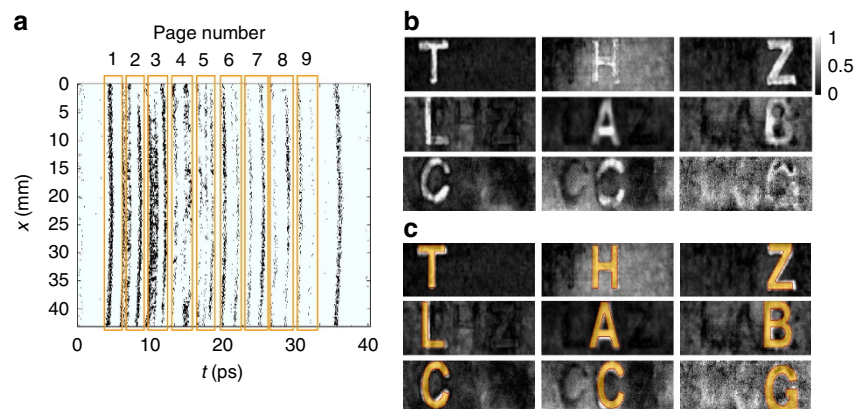 a
Page number
1 2 3 4 5 6 7 8 9
0
5
10
15
20
25
30
35
40
x (mm)
0 10 20 30 40
t (ps)
b
T H Z
L A B
C C G
1
0.5
0
c
T H Z
L A B
C C G